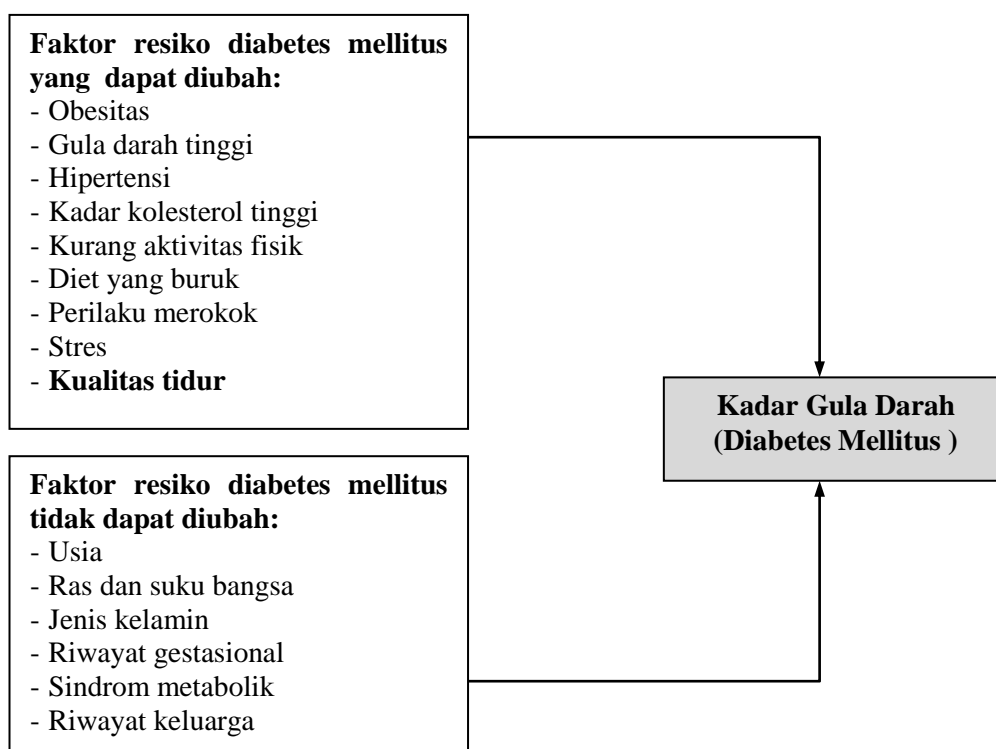 Faktor resiko diabetes mellitus
yang dapat diubah:
- Obesitas
- Gula darah tinggi
- Hipertensi
- Kadar kolesterol tinggi
- Kurang aktivitas fisik
- Diet yang buruk
- Perilaku merokok
- Stres
- Kualitas tidur
Kadar Gula Darah
(Diabetes Mellitus )
Faktor resiko diabetes mellitus
tidak dapat diubah:
- Usia
- Ras dan suku bangsa
- Jenis kelamin
- Riwayat gestasional
- Sindrom metabolik
- Riwayat keluarga